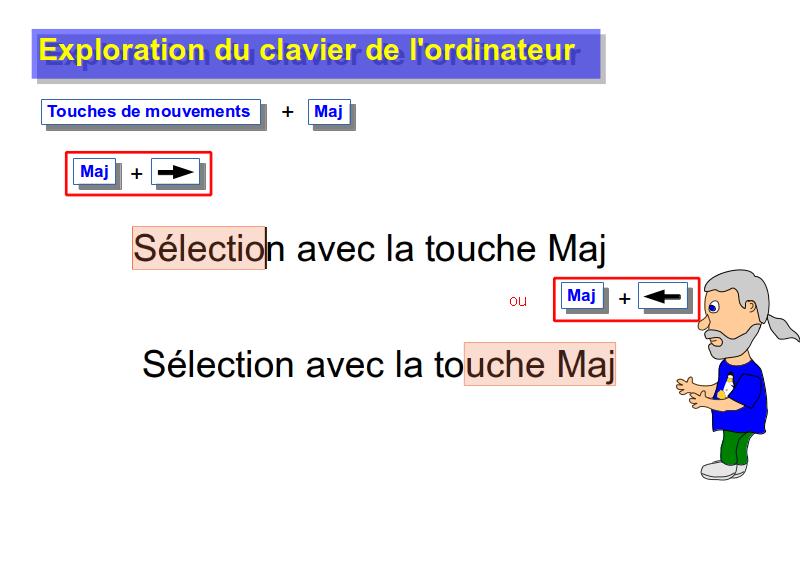 Exploration du clavier de l'ordinateur
Touches de mouvements + Maj
Maj +
Sélection avec la touche Maj
ou Maj +
Sélection avec la touche Maj